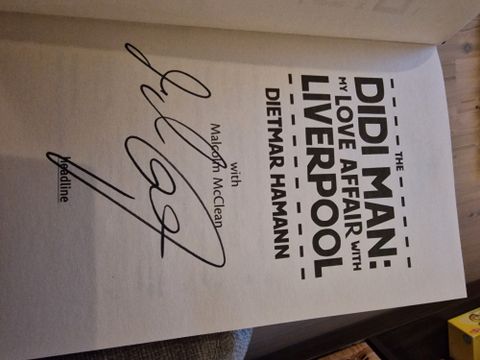 THE
DIDI MAN:
MY LOVE AFFAIR WITH
LIVERPOOL
DIETMAR HAMANN
with
Malcolm McClean
headline